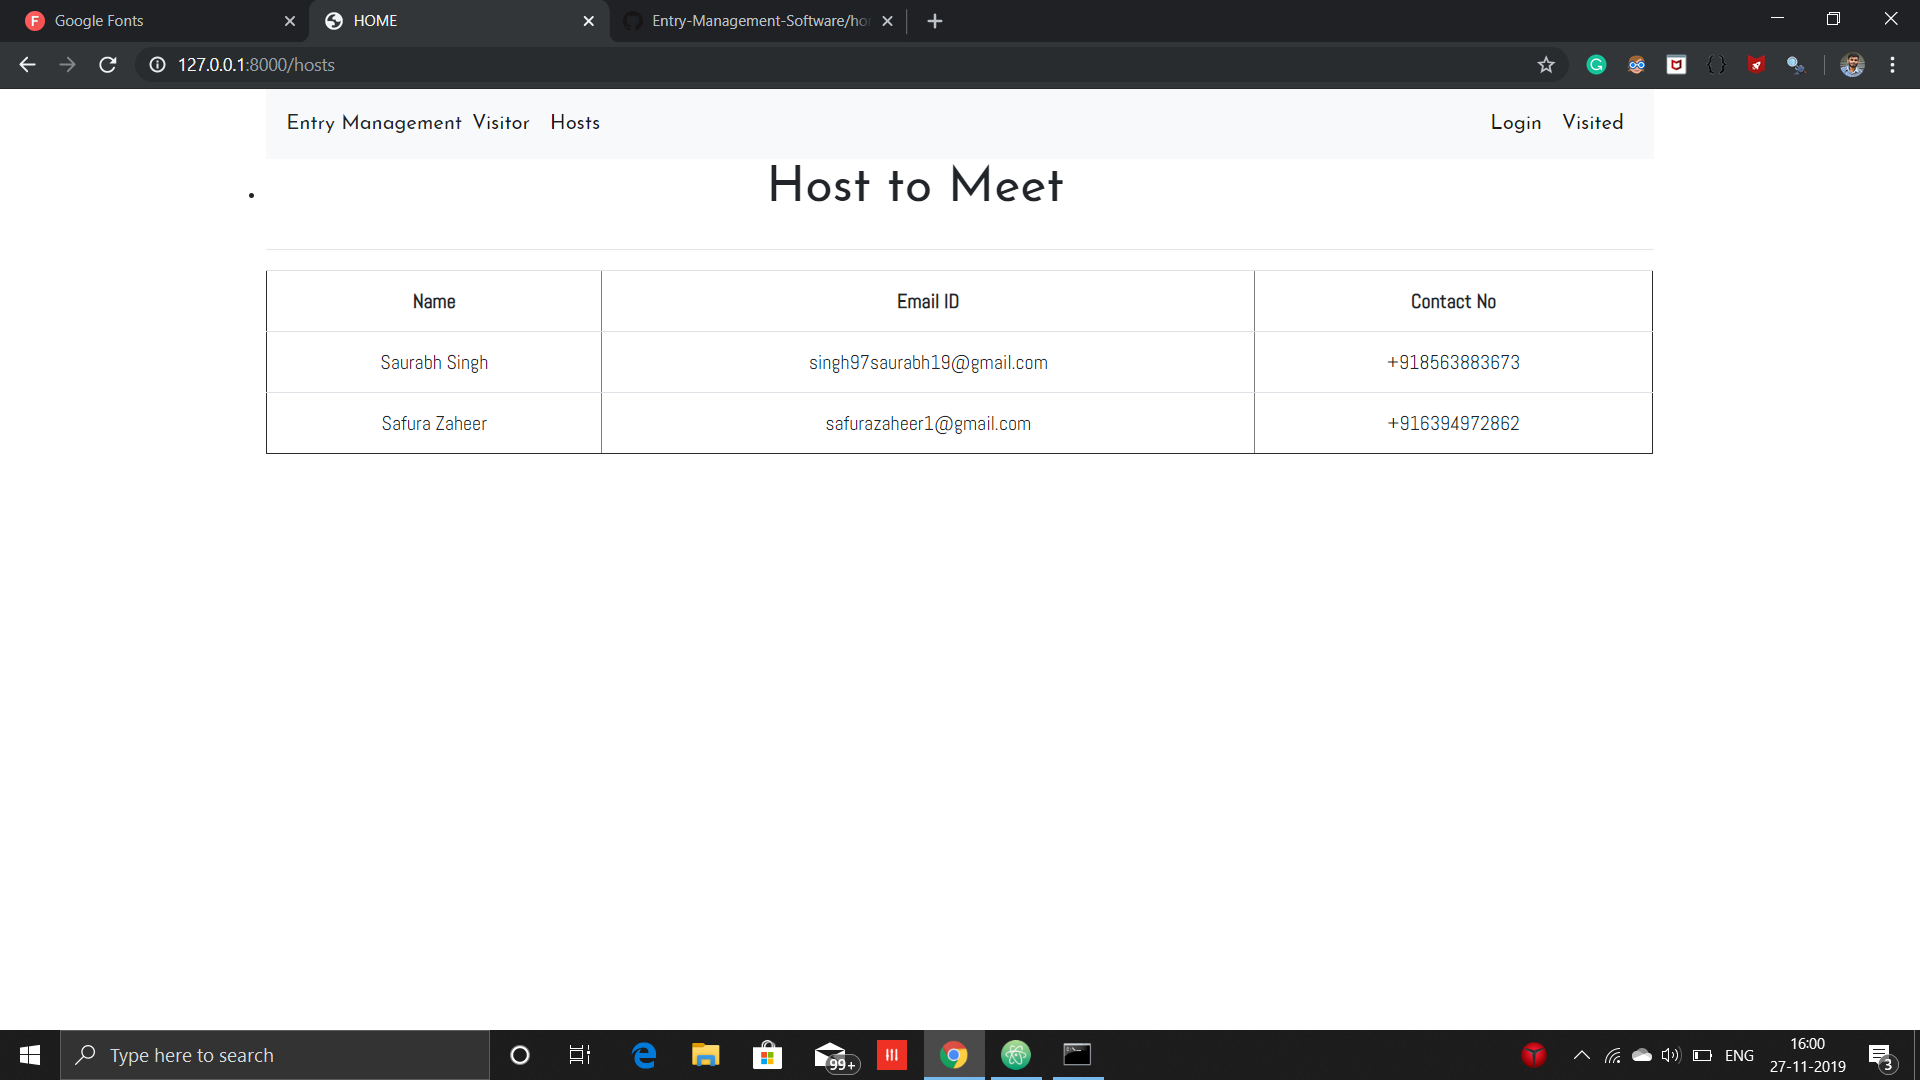 Google Fonts
HOME
Entry-Management-Software/ho
127.0.0.1:8000/hosts
Entry Management Visitor Hosts Login Visited
Host to Meet
Name Email ID Contact No
Saurabh Singh singh97saurabh19@gmail.com +918563883673
Safura Zaheer safurazaheer1@gmail.com +916394972862
Type here to search
99+
ENG
16:00
27-11-2019
3